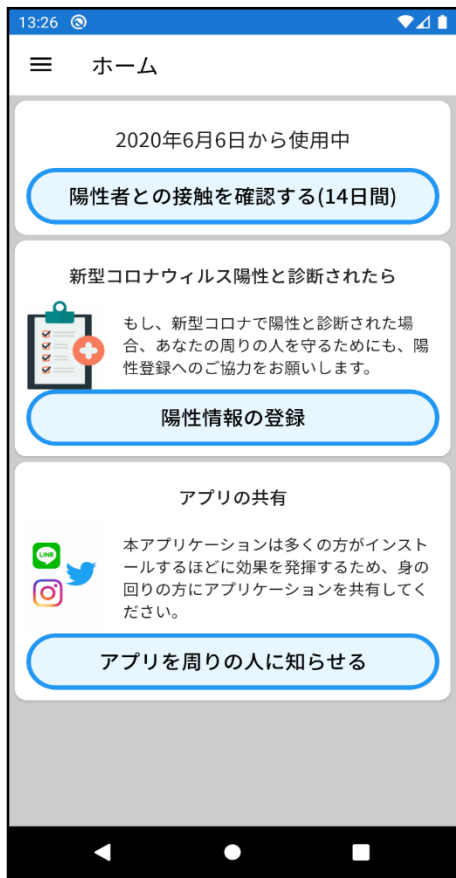 13:26
ホーム
2020年6月6日から使用中
陽性者との接触を確認する(14日間)
新型コロナウィルス陽性と診断されたら
もし、新型コロナで陽性と診断された場
合、あなたの周りの人を守るためにも、陽
性登録へのご協力をお願いします。
陽性情報の登録
アプリの共有
LINE
本アプリケーションは多くの方がインスト
ールするほどに効果を発揮するため、身の
回りの方にアプリケーションを共有してく
ださい。
アプリを周りの人に知らせる